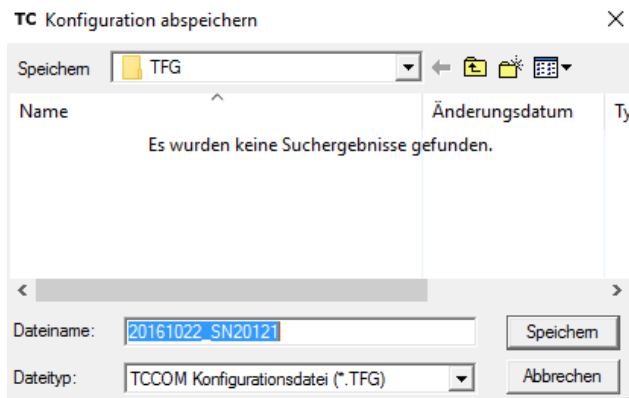 TC Konfiguration abspeichern
Speichern TFG
Name Änderungsdatum Ty
Es wurden keine Suchergebnisse gefunden.
Dateiname: 20161022_SN20121 Speichern
Dateityp: TCCOM Konfigurationsdatei (*.TFG) Abbrechen